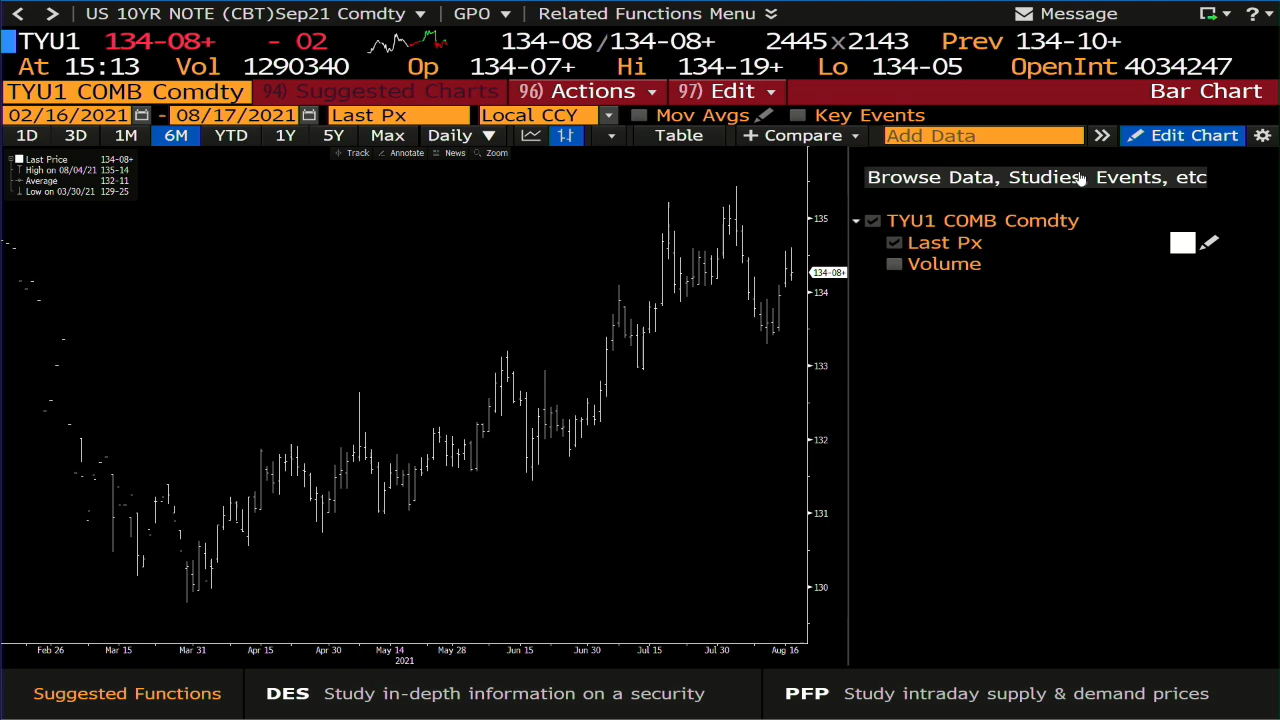 US 10YR NOTE (CBT)Sep21 Comdty GPO Related Functions Menu Message ?
TYU1 134-08+ - 02 134-08 /134-08+ 2445x2143 Prev 134-10+
At 15:13 Vol 1290340 Op 134-07+ Hi 134-19+ Lo 134-05 OpenInt 4034247
TYU1 COMB Comdty 94) Suggested Charts 96) Actions 97) Edit Bar Chart
02/16/2021 - 08/17/2021 Last Px Local CCY Mov Avgs Key Events
1D 3D 1M 6M YTD 1Y 5Y Max Daily Table + Compare Add Data Edit Chart
Track Annotate News Zoom
Last Price 134-08+
High on 08/04/21 135-14
Average 132-11
Low on 03/30/21 129-25
Browse Data, Studies, Events, etc
TYU1 COMB Comdty
Last Px
Volume
135
134-08+
134
133
132
131
130
Feb 26 Mar 15 Mar 31 Apr 15 Apr 30 May 14 May 28 Jun 15 Jun 30 Jul 15 Jul 30 Aug 16
2021
Suggested Functions DES Study in-depth information on a security PFP Study intraday supply & demand prices